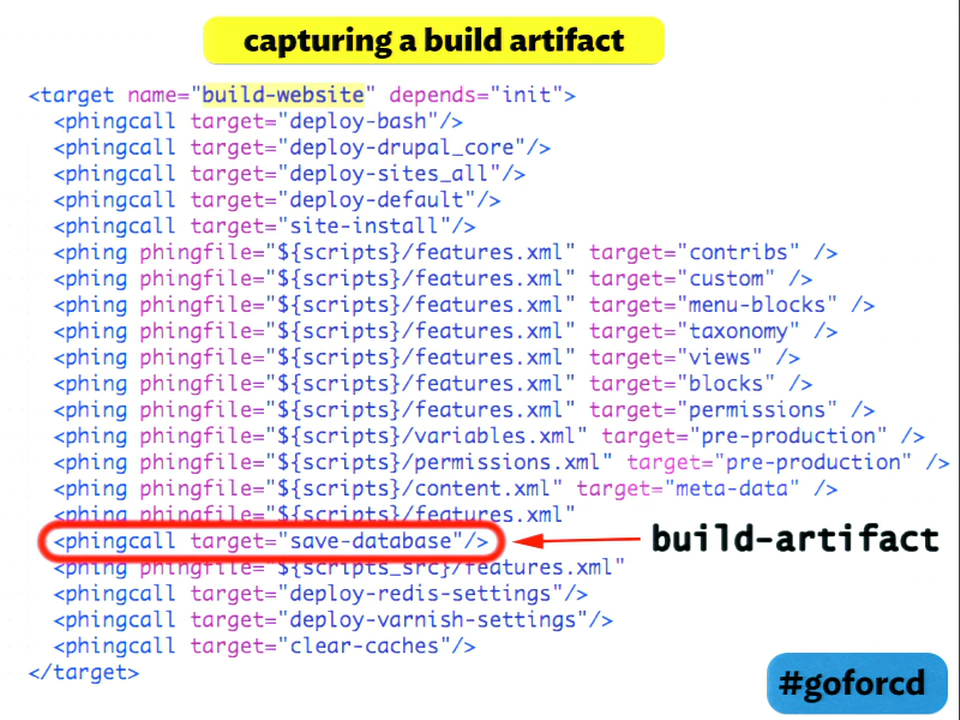 capturing a build artifact
<target name="build-website" depends="init">
<phingcall target="deploy-bash"/>
<phingcall target="deploy-drupal_core"/>
<phingcall target="deploy-sites_all"/>
<phingcall target="deploy-default"/>
<phingcall target="site-install"/>
<phing phingfile="${scripts}/features.xml" target="contribs" />
<phing phingfile="${scripts}/features.xml" target="custom" />
<phing phingfile="${scripts}/features.xml" target="menu-blocks" />
<phing phingfile="${scripts}/features.xml" target="taxonomy" />
<phing phingfile="${scripts}/features.xml" target="views" />
<phing phingfile="${scripts}/features.xml" target="blocks" />
<phing phingfile="${scripts}/features.xml" target="permissions" />
<phing phingfile="${scripts}/variables.xml" target="pre-production" />
<phing phingfile="${scripts}/permissions.xml" target="pre-production" />
<phing phingfile="${scripts}/content.xml" target="meta-data" />
<phing phingfile="${scripts}/features.xml"
<phingcall target="save-database"/>
build-artifact
<phing phingfile="${scripts_src}/features.xml"
<phingcall target="deploy-redis-settings"/>
<phingcall target="deploy-varnish-settings"/>
<phingcall target="clear-caches"/>
</target>
#goforcd